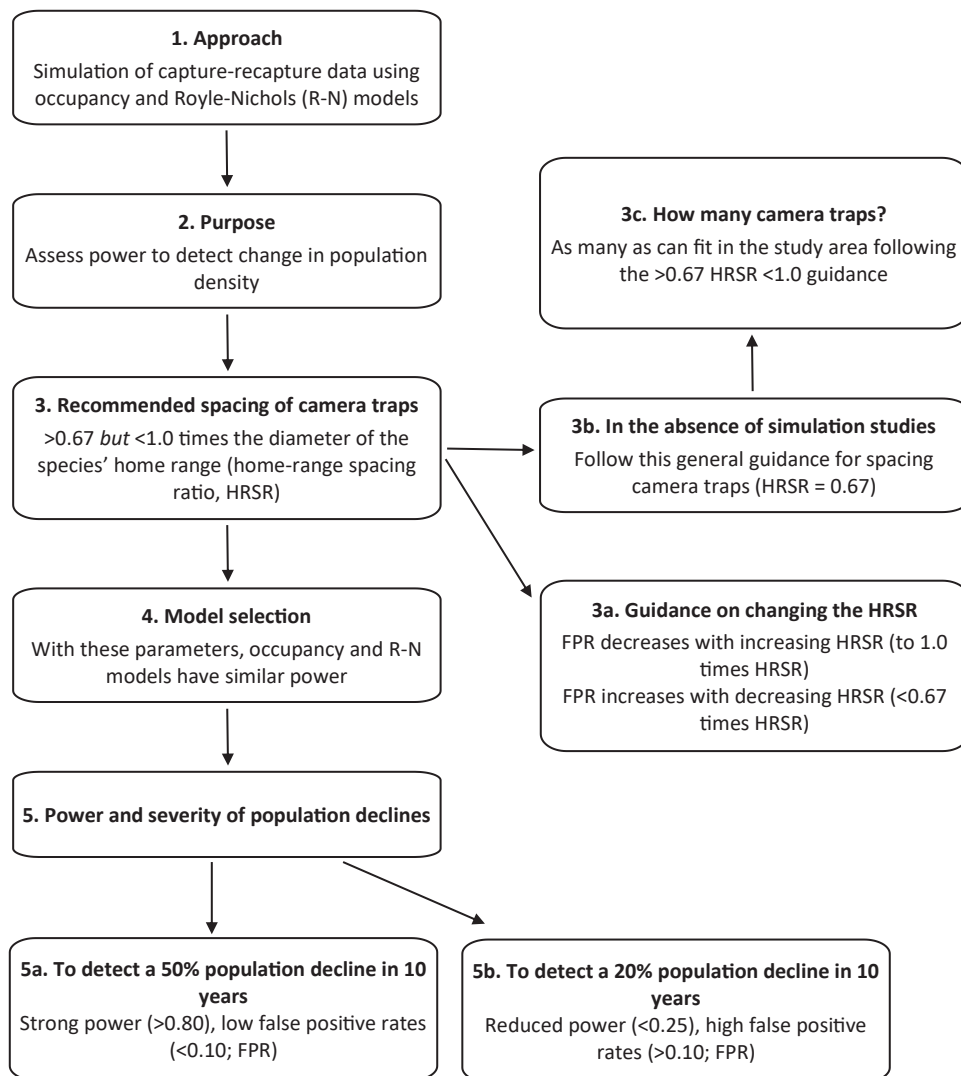 1. Approach
Simulation of capture-recapture data using
occupancy and Royle-Nichols (R-N) models
2. Purpose
Assess power to detect change in population
density
3. Recommended spacing of camera traps
>0.67 but <1.0 times the diameter of the
species’ home range (home-range spacing
ratio, HRSR)
3c. How many camera traps?
As many as can fit in the study area following
the >0.67 HRSR <1.0 guidance
3b. In the absence of simulation studies
Follow this general guidance for spacing
camera traps (HRSR = 0.67)
3a. Guidance on changing the HRSR
FPR decreases with increasing HRSR (to 1.0
times HRSR)
FPR increases with decreasing HRSR (<0.67
times HRSR)
4. Model selection
With these parameters, occupancy and R-N
models have similar power
5. Power and severity of population declines
5a. To detect a 50% population decline in 10
years
Strong power (>0.80), low false positive rates
(<0.10; FPR)
5b. To detect a 20% population decline in 10
years
Reduced power (<0.25), high false positive
rates (>0.10; FPR)